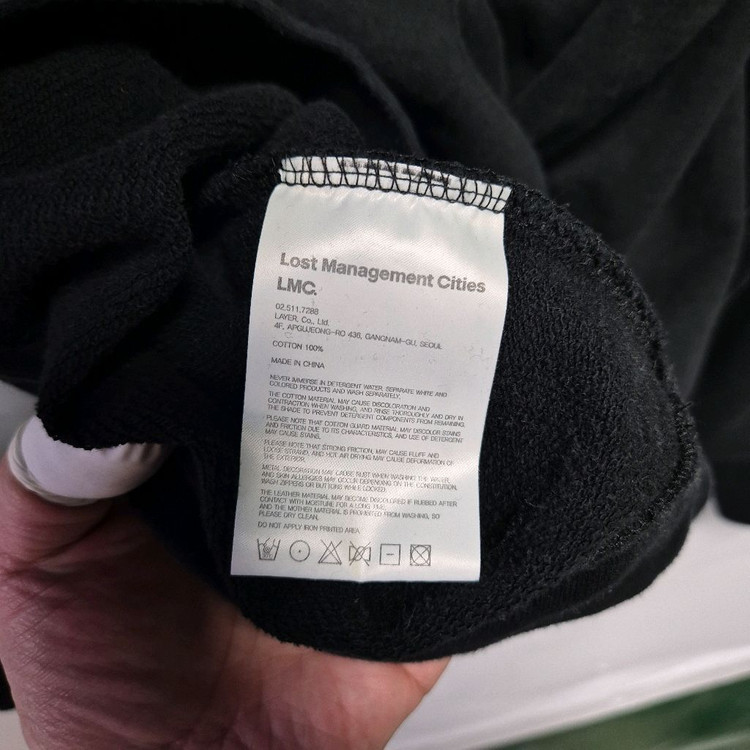 Lost Management Cities
LMC.
02.511.7288
LAYER, Co., Ltd.
4F, APGUJEONG-RO 438, GANGNAM-GU, SEOUL
COTTON 100%
MADE IN CHINA
NEVER IMMERSE IN DETERGENT WATER, SEPARATE WHITE AND
COLORED PRODUCTS AND WASH SEPARATELY.
THE COTTON MATERIAL MAY CAUSE DISCOLORATION AND
CONTRACTION WHEN WASHING, AND RINSE THOROUGHLY AND DRY IN
THE SHADE TO PREVENT DETERGENT COMPONENTS FROM REMAINING.
PLEASE NOTE THAT COTTON GUARD MATERIAL MAY DISCOLOR STAINS
AND FRICTION DUE TO ITS CHARACTERISTICS, AND USE OF DETERGENT
MAY CAUSE STAINS.
PLEASE NOTE THAT STRONG FRICTION, MAY CAUSE FLUFF AND
LOOSE STRAND, AND HOT AIR DRYING MAY CAUSE DEFORMATION OF
THE EXTERIOR.
METAL DECORATION MAY CAUSE RUST WHEN WASHING THE WATER,
AND SKIN ALLERGIES MAY OCCUR DEPENDING ON THE CONSTITUTION,
WASH ZIPPERS OR BUTTONS WHILE LOCKED.
THE LEATHER MATERIAL MAY BECOME DISCOLORED IF RUBBED AFTER
CONTACT WITH MOISTURE FOR A LONG TIME,
AND THE MOTHER MATERIAL IS PROHIBITED FROM WASHING, SO
PLEASE DRY CLEAN.
DO NOT APPLY IRON PRINTED AREA